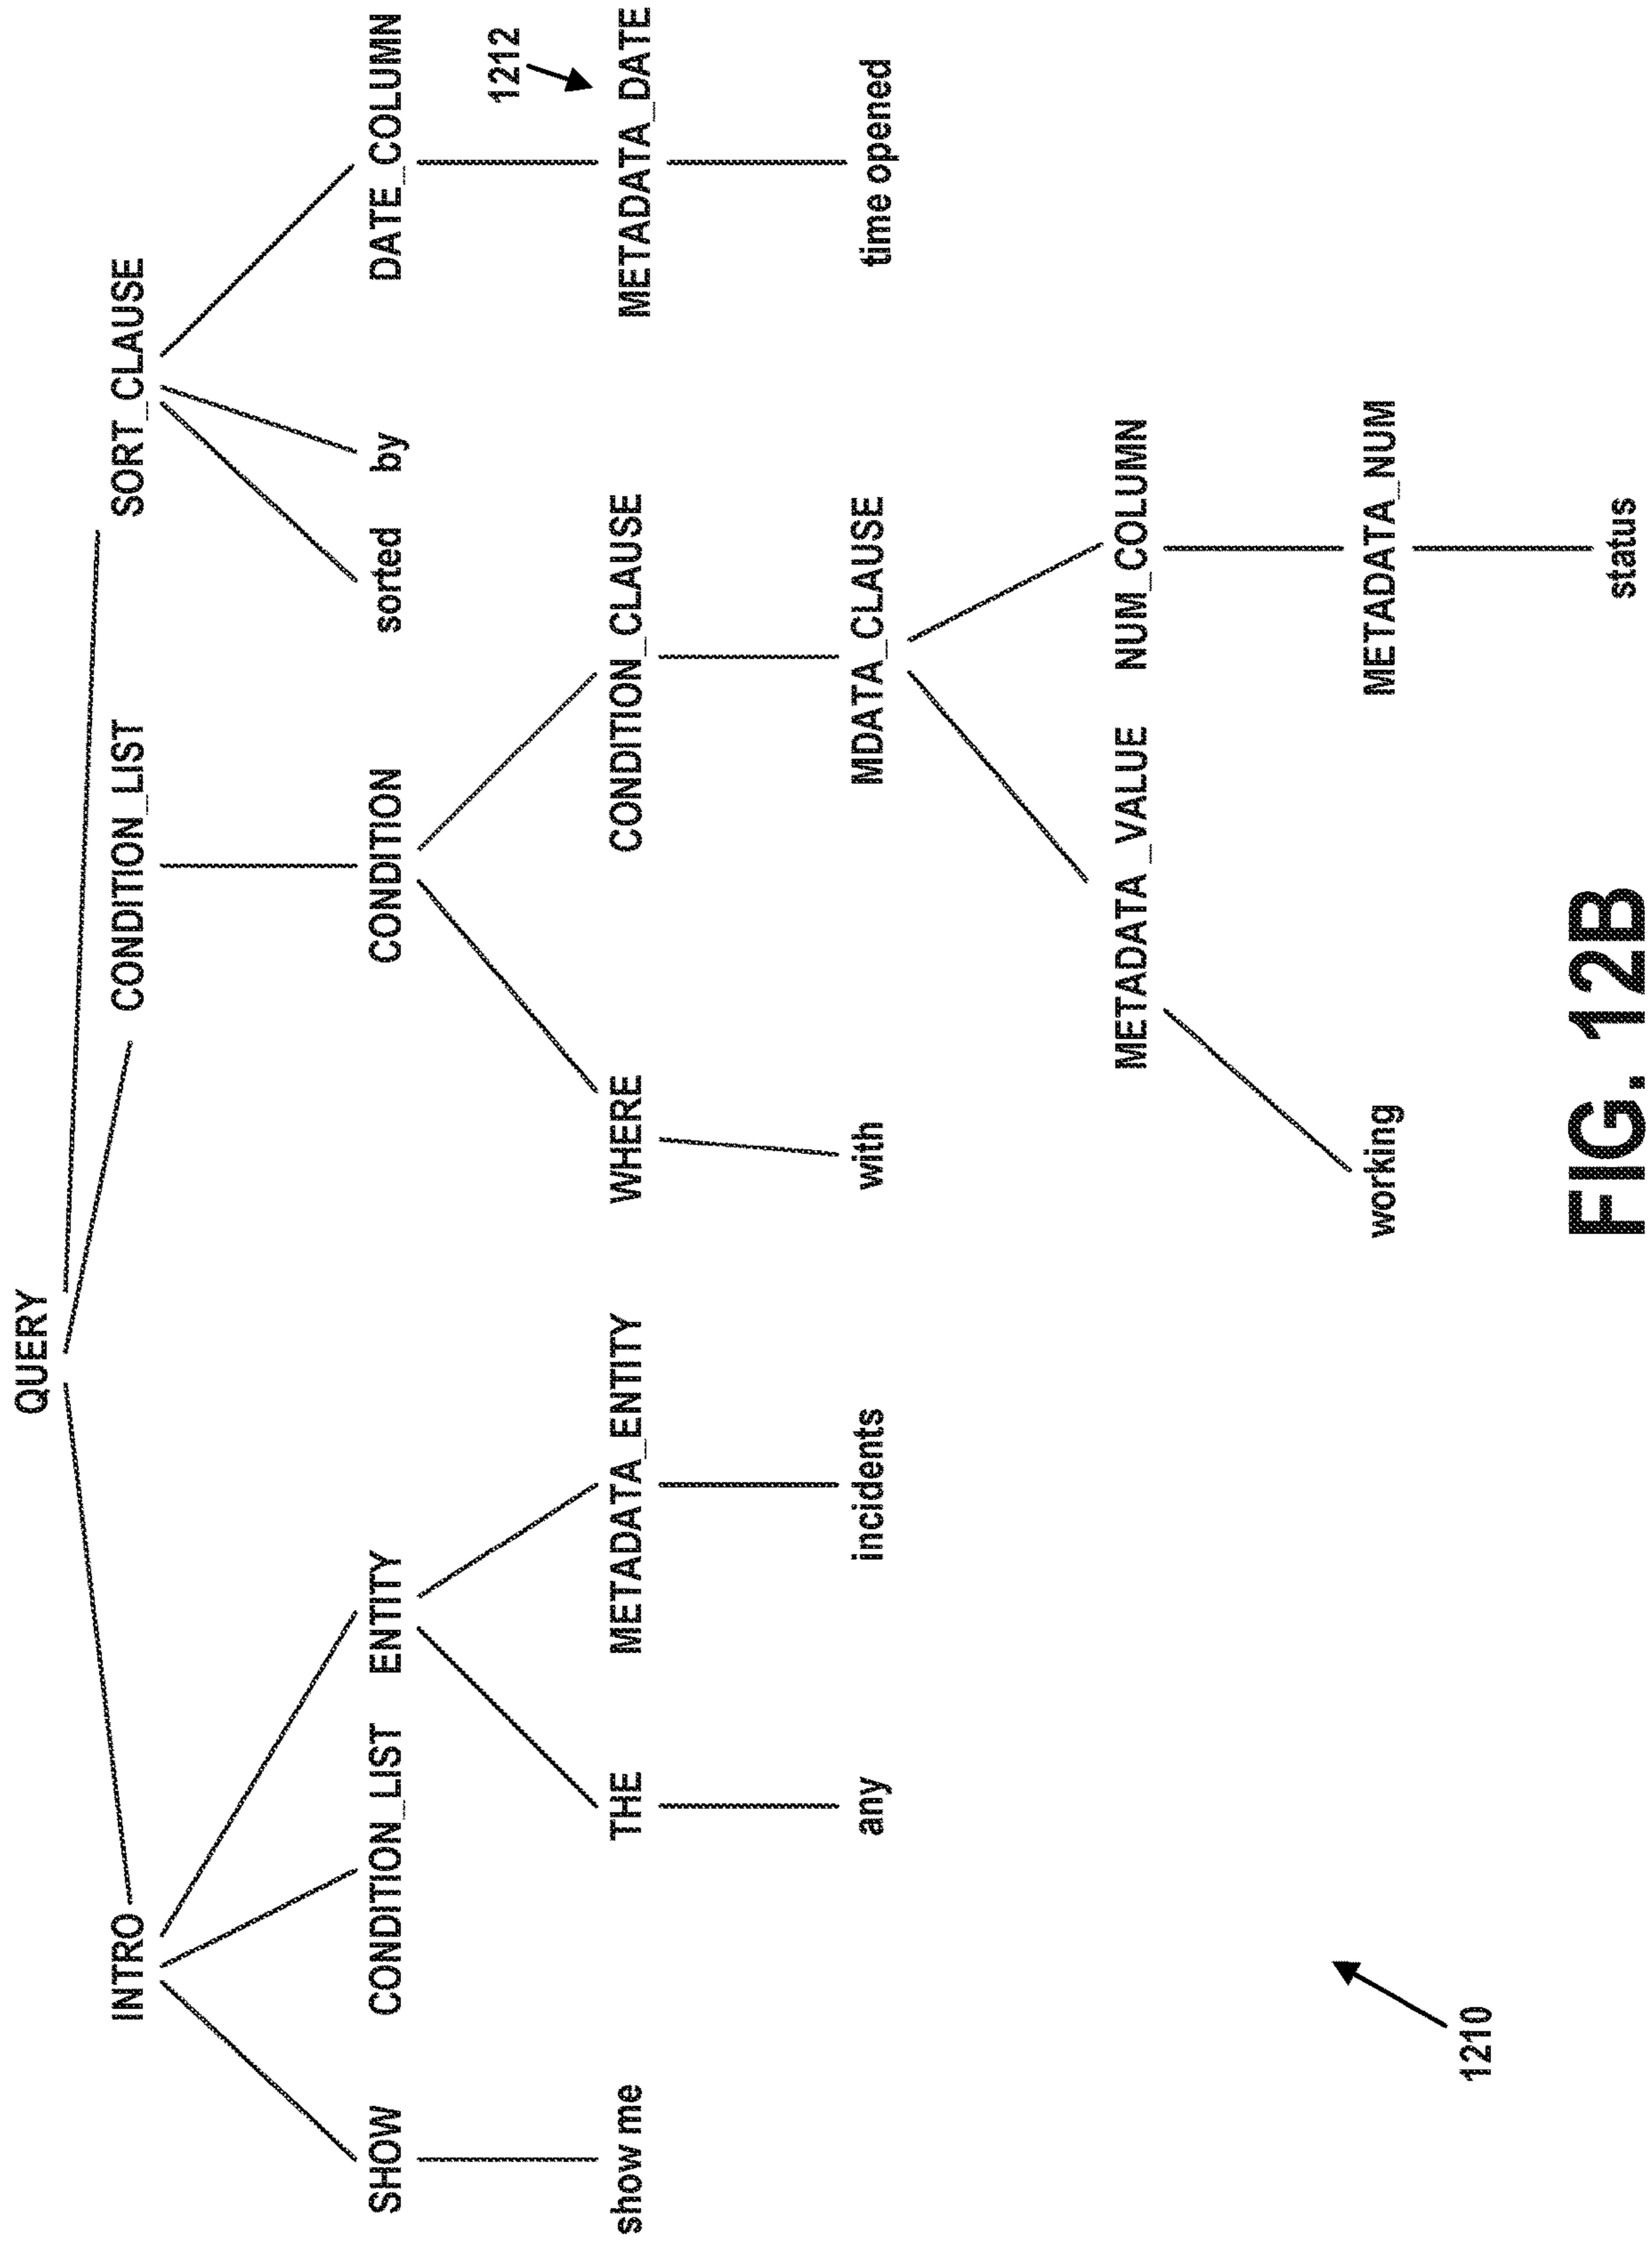 QUERY
INTRO
CONDITION_LIST
SORT_CLAUSE
SHOW
CONDITION_LIST
ENTITY
CONDITION
sorted
by
DATE_COLUMN
1212
show me
THE
METADATA_ENTITY
WHERE
CONDITION_CLAUSE
METADATA_DATE
any
incidents
with
MDATA_CLAUSE
time opened
METADATA_VALUE
NUM_COLUMN
working
METADATA_NUM
1210
status
FIG. 12B